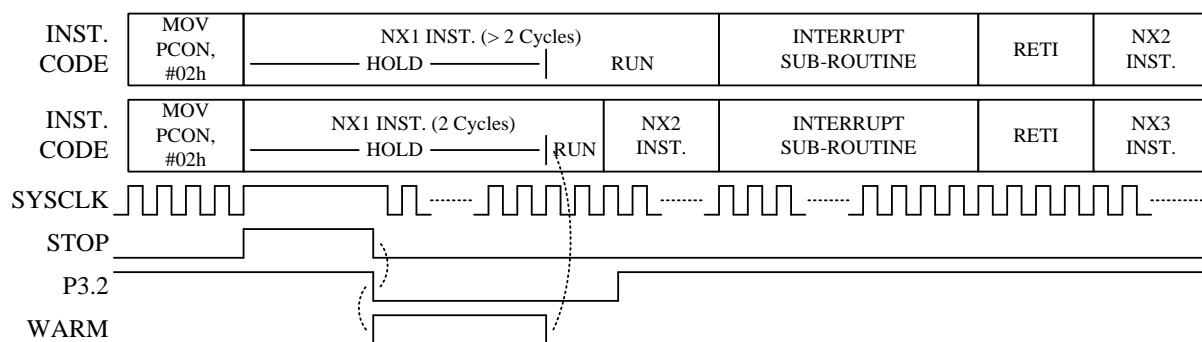 INST.
CODE
MOV
PCON,
#02h
NX1 INST. (> 2 Cycles)
HOLD
RUN
INTERRUPT
SUB-ROUTINE
RETI
NX2
INST.
INST.
CODE
MOV
PCON,
#02h
NX1 INST. (2 Cycles)
HOLD
RUN
NX2
INST.
INTERRUPT
SUB-ROUTINE
RETI
NX3
INST.
SYSCLK
STOP
P3.2
WARM